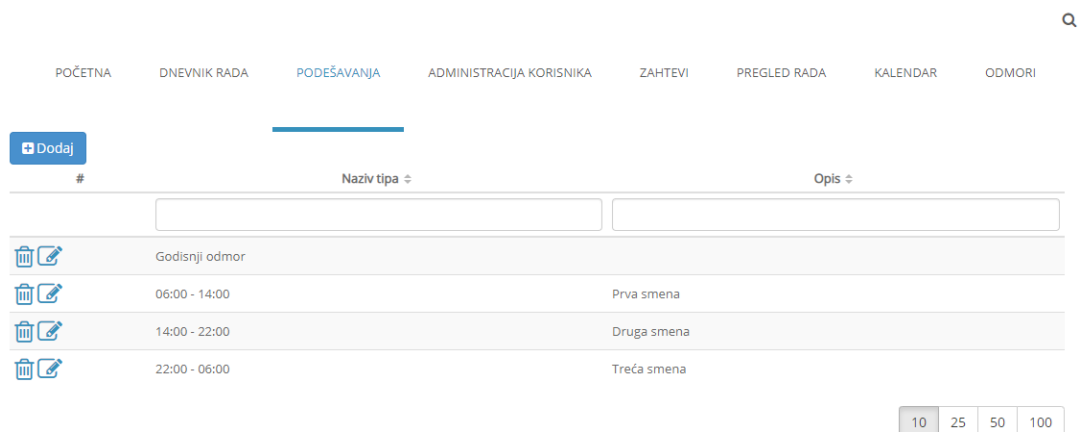 POČETNA DNEVNIK RADA PODEŠAVANJA ADMINISTRACIJA KORISNIKA ZAHTEVI PREGLED RADA KALENDAR ODMORI
Dodaj
# Naziv tipa Opis
Godisnji odmor
06:00 - 14:00 Prva smena
14:00 - 22:00 Druga smena
22:00 - 06:00 Treća smena
10 25 50 100